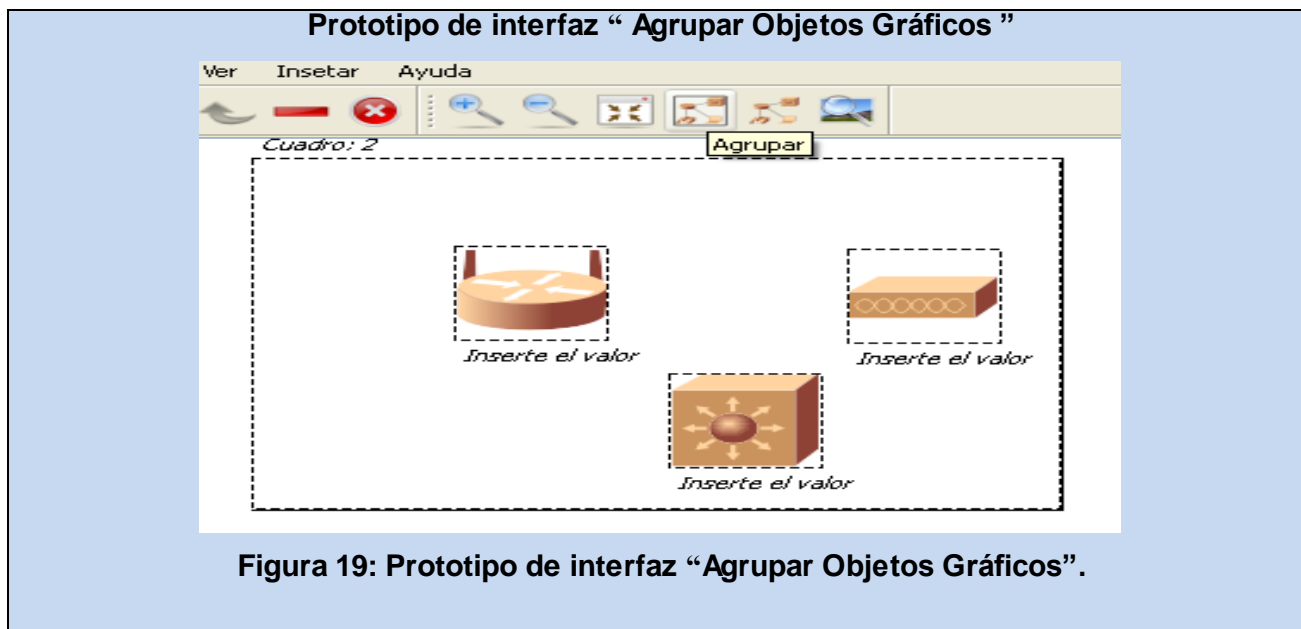 Prototipo de interfaz “ Agrupar Objetos Gráficos ”
Ver Insetar Ayuda
Agrupar
Cuadro: 2
Inserte el valor
Inserte el valor
Inserte el valor
Figura 19: Prototipo de interfaz “Agrupar Objetos Gráficos”.